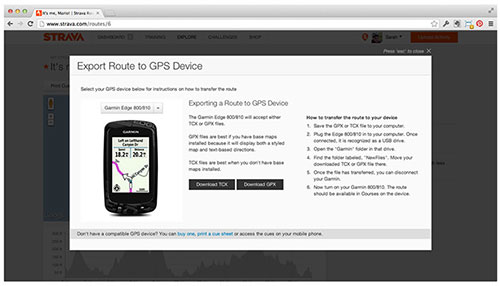 It's me, Mario! | Strava Ro
www.strava.com/routes/6
STRAVA
DASHBOARD
TRAINING
EXPLORE
CHALLENGES
SHOP
Press 'esc' to close
Export Route to GPS Device
Select your GPS device below for instructions on how to transfer the route
Garmin Edge 800/810
GARMIN
Left on Leithand
Canyon Dr
Speed
18.2
20.2
Exporting a Route to GPS Device
The Garmin Edge 800/810 will accept either
TCX or GPX files.
GPX files are best if you have base maps
installed because it will display both a styled
map and text-based directions.
TCX files are best when you don't have base
maps installed.
Download TCX
Download GPX
How to transfer the route to your device
1. Save the GPX or TCX file to your computer.
2. Plug the Edge 800/810 in to your computer. Once
connected, it is recognized as a USB drive.
3. Open the "Garmin" folder in that drive.
4. Find the folder labeled, "NewFiles". Move your
downloaded TCX or GPX file there.
5. Once the file has transferred, you can disconnect
your Garmin.
6. Now turn on your Garmin 800/810. The route
should be available in Courses on the device.
Don't have a compatible GPS device? You can buy one, print a cue sheet or access the cues on your mobile phone.